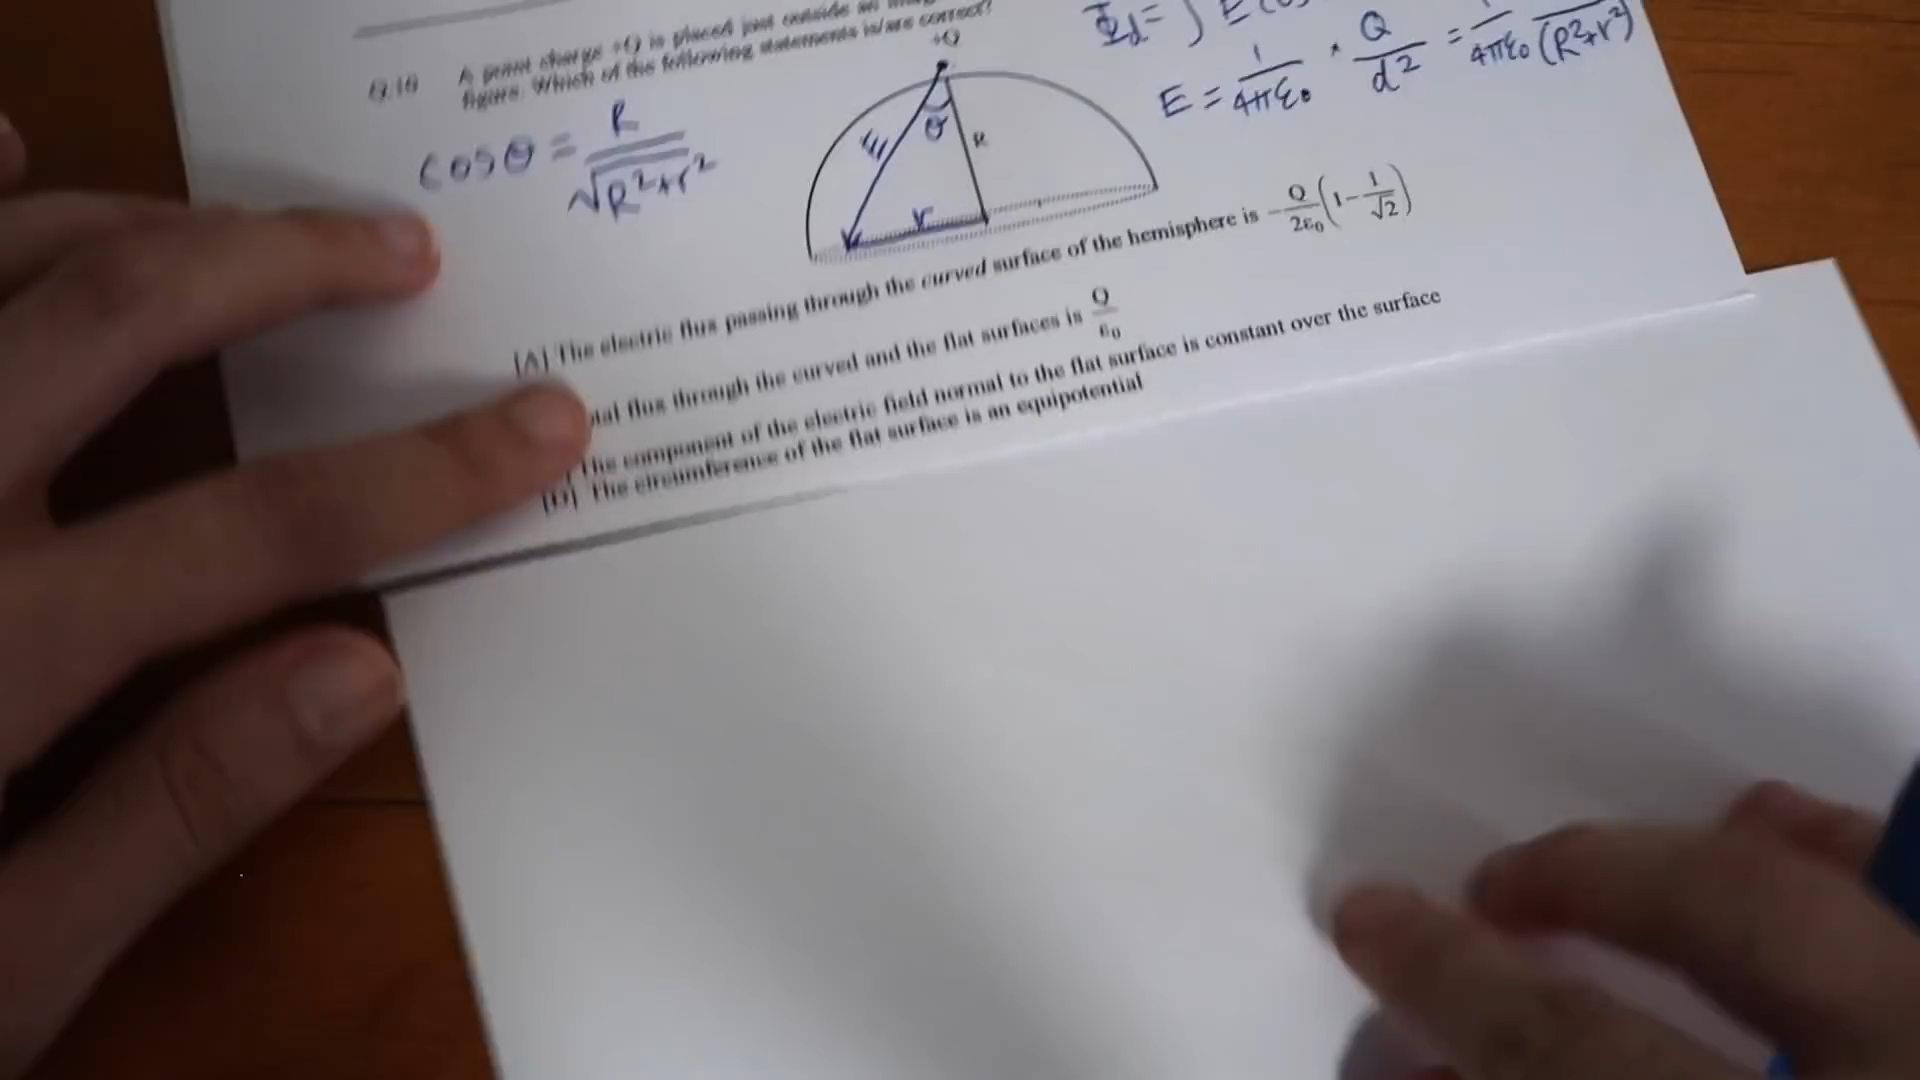 Q.10 A point charge +Q is placed just outside an
figure. Which of the following statements is/are correct?
+Q
Φd = ∫ E cos
E = 1/4πε₀ · Q/d² = 1/4πε₀ (R²+r²)
cosθ = R/√R²+r²
θ
R
r
[A] The electric flux passing through the curved surface of the hemisphere is −Q/2ε₀(1−1/√2)
flux through the curved and the flat surfaces is Q/ε₀
The component of the electric field normal to the flat surface is constant over the surface
[D] The circumference of the flat surface is an equipotential